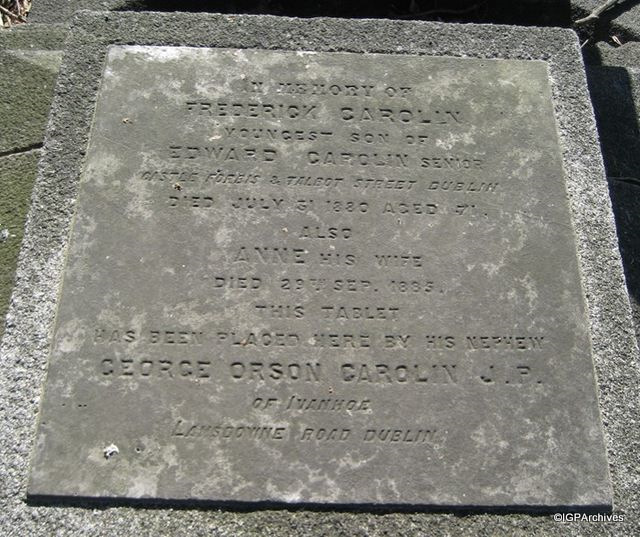 IN MEMORY OF
FREDERICK CAROLIN
YOUNGEST SON OF
EDWARD CAROLIN SENIOR
CASTLE FORBIS & TALBOT STREET DUBLIN
DIED JULY 31 1880 AGED 71.
ALSO
ANNE HIS WIFE
DIED 29TH SEP. 1885.
THIS TABLET
HAS BEEN PLACED HERE BY HIS NEPHEW
GEORGE ORSON CAROLIN J.P.
OF IVANHOE
LANSDOWNE ROAD DUBLIN.
©IGPArchives